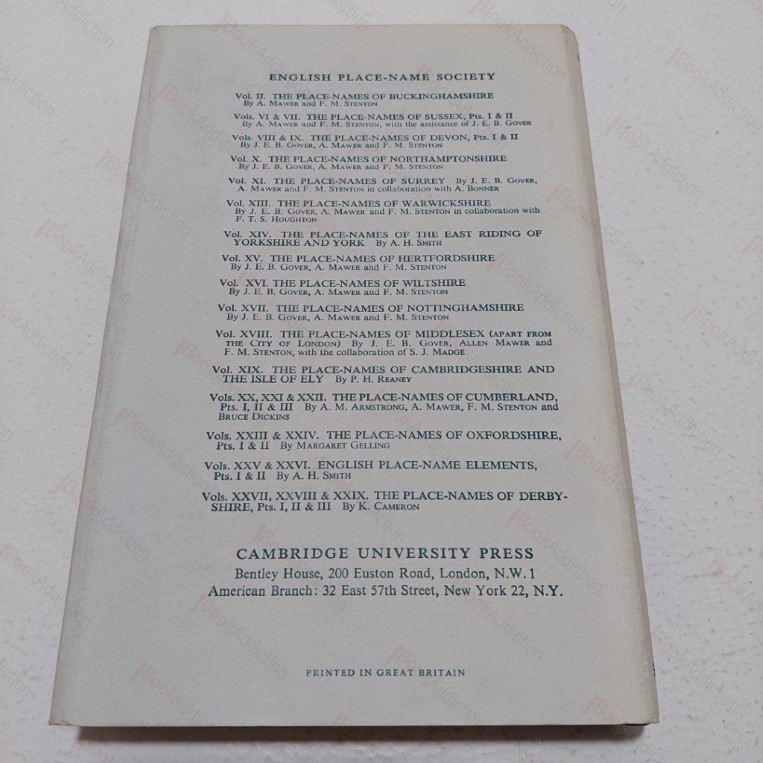 ENGLISH PLACE-NAME SOCIETY
Vol. II. THE PLACE-NAMES OF BUCKINGHAMSHIRE
By A. MAWER and F. M. STENTON
Vols. VI & VII. THE PLACE-NAMES OF SUSSEX, Pts. I & II
By A. MAWER and F. M. STENTON, with the assistance of J. E. B. GOVER
Vols. VIII & IX. THE PLACE-NAMES OF DEVON, Pts. I & II
By J. E. B. GOVER, A. MAWER and F. M. STENTON
Vol. X. THE PLACE-NAMES OF NORTHAMPTONSHIRE
By J. E. B. GOVER, A. MAWER and F. M. STENTON
Vol. XI. THE PLACE-NAMES OF SURREY By J. E. B. GOVER,
A. MAWER and F. M. STENTON in collaboration with A. BONNER
Vol. XIII. THE PLACE-NAMES OF WARWICKSHIRE
By J. E. B. GOVER, A. MAWER and F. M. STENTON in collaboration with
F. T. S. HOUGHTON
Vol. XIV. THE PLACE-NAMES OF THE EAST RIDING OF
YORKSHIRE AND YORK By A. H. SMITH
Vol. XV. THE PLACE-NAMES OF HERTFORDSHIRE
By J. E. B. GOVER, A. MAWER and F. M. STENTON
Vol. XVI. THE PLACE-NAMES OF WILTSHIRE
By J. E. B. GOVER, A. MAWER and F. M. STENTON
Vol. XVII. THE PLACE-NAMES OF NOTTINGHAMSHIRE
By J. E. B. GOVER, A. MAWER and F. M. STENTON
Vol. XVIII. THE PLACE-NAMES OF MIDDLESEX (APART FROM
THE CITY OF LONDON) By J. E. B. GOVER, ALLEN MAWER and
F. M. STENTON, with the collaboration of S. J. MADGE
Vol. XIX. THE PLACE-NAMES OF CAMBRIDGESHIRE AND
THE ISLE OF ELY By P. H. REANEY
Vols. XX, XXI & XXII. THE PLACE-NAMES OF CUMBERLAND,
Pts. I, II & III By A. M. ARMSTRONG, A. MAWER, F. M. STENTON and
BRUCE DICKINS
Vols. XXIII & XXIV. THE PLACE-NAMES OF OXFORDSHIRE,
Pts. I & II By MARGARET GELLING
Vols. XXV & XXVI. ENGLISH PLACE-NAME ELEMENTS,
Pts. I & II By A. H. SMITH
Vols. XXVII, XXVIII & XXIX. THE PLACE-NAMES OF DERBY-
SHIRE, Pts. I, II & III By K. CAMERON
CAMBRIDGE UNIVERSITY PRESS
Bentley House, 200 Euston Road, London, N.W. 1
American Branch: 32 East 57th Street, New York 22, N.Y.
PRINTED IN GREAT BRITAIN
iBookAddiction